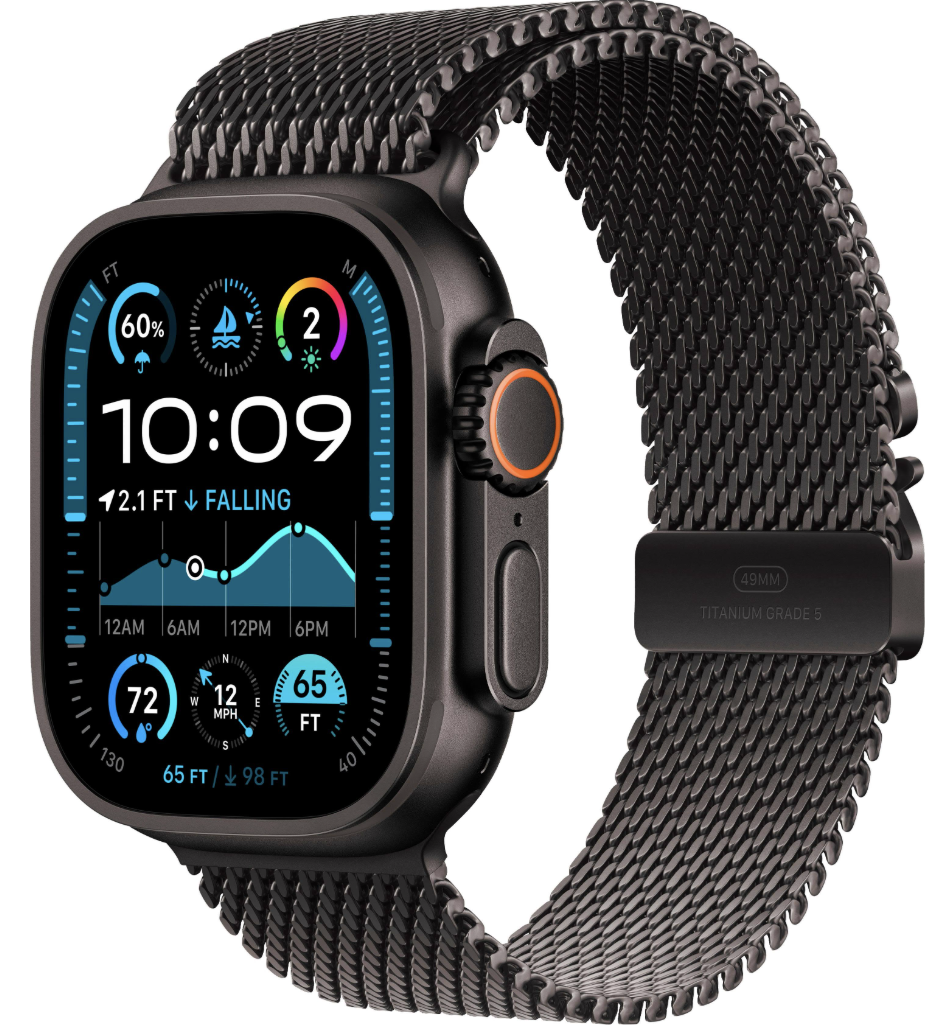 FT
M
60%
2
10:09
2.1 FT ↓ FALLING
12AM 6AM 12PM 6PM
72
N
W
12
MPH
E
S
65
FT
130
40
65 FT / ↓ 98 FT
49MM
TITANIUM GRADE 5